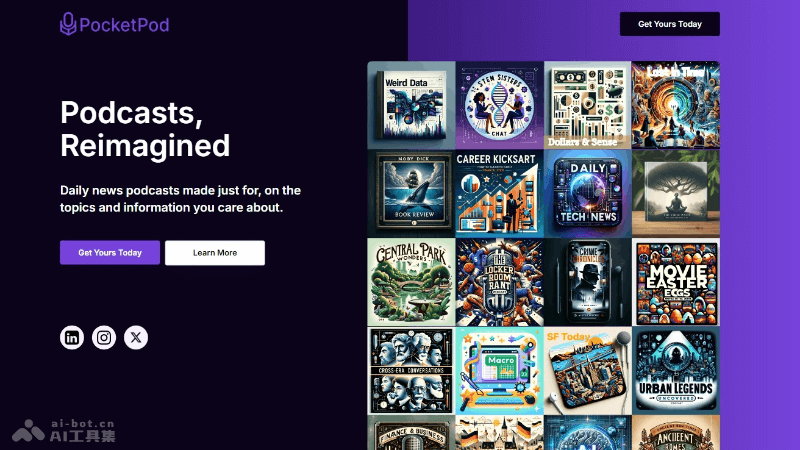 PocketPod
Get Yours Today
Podcasts,
Reimagined
Daily news podcasts made just for, on the
topics and information you care about.
Get Yours Today
Learn More
Weird Data
STEM SISTERS
CHAT
Dollars & Sense
MOBY DICK
BOOK REVIEW
CAREER KICKSART
DAILY
TECH NEWS
CENTRAL PARK
WONDERS
THE
LOCKER
ROOM
RANT
CRIME
CHRONICLE
MOVIE
EASTER
EGGS
CROSS-ERA CONVERSATIONS
Macro
SF Today
URBAN LEGENDS
UNCOVERED
FINANCE & BUSINESS
ANCIENT
ai-bot.cn
AI工具集